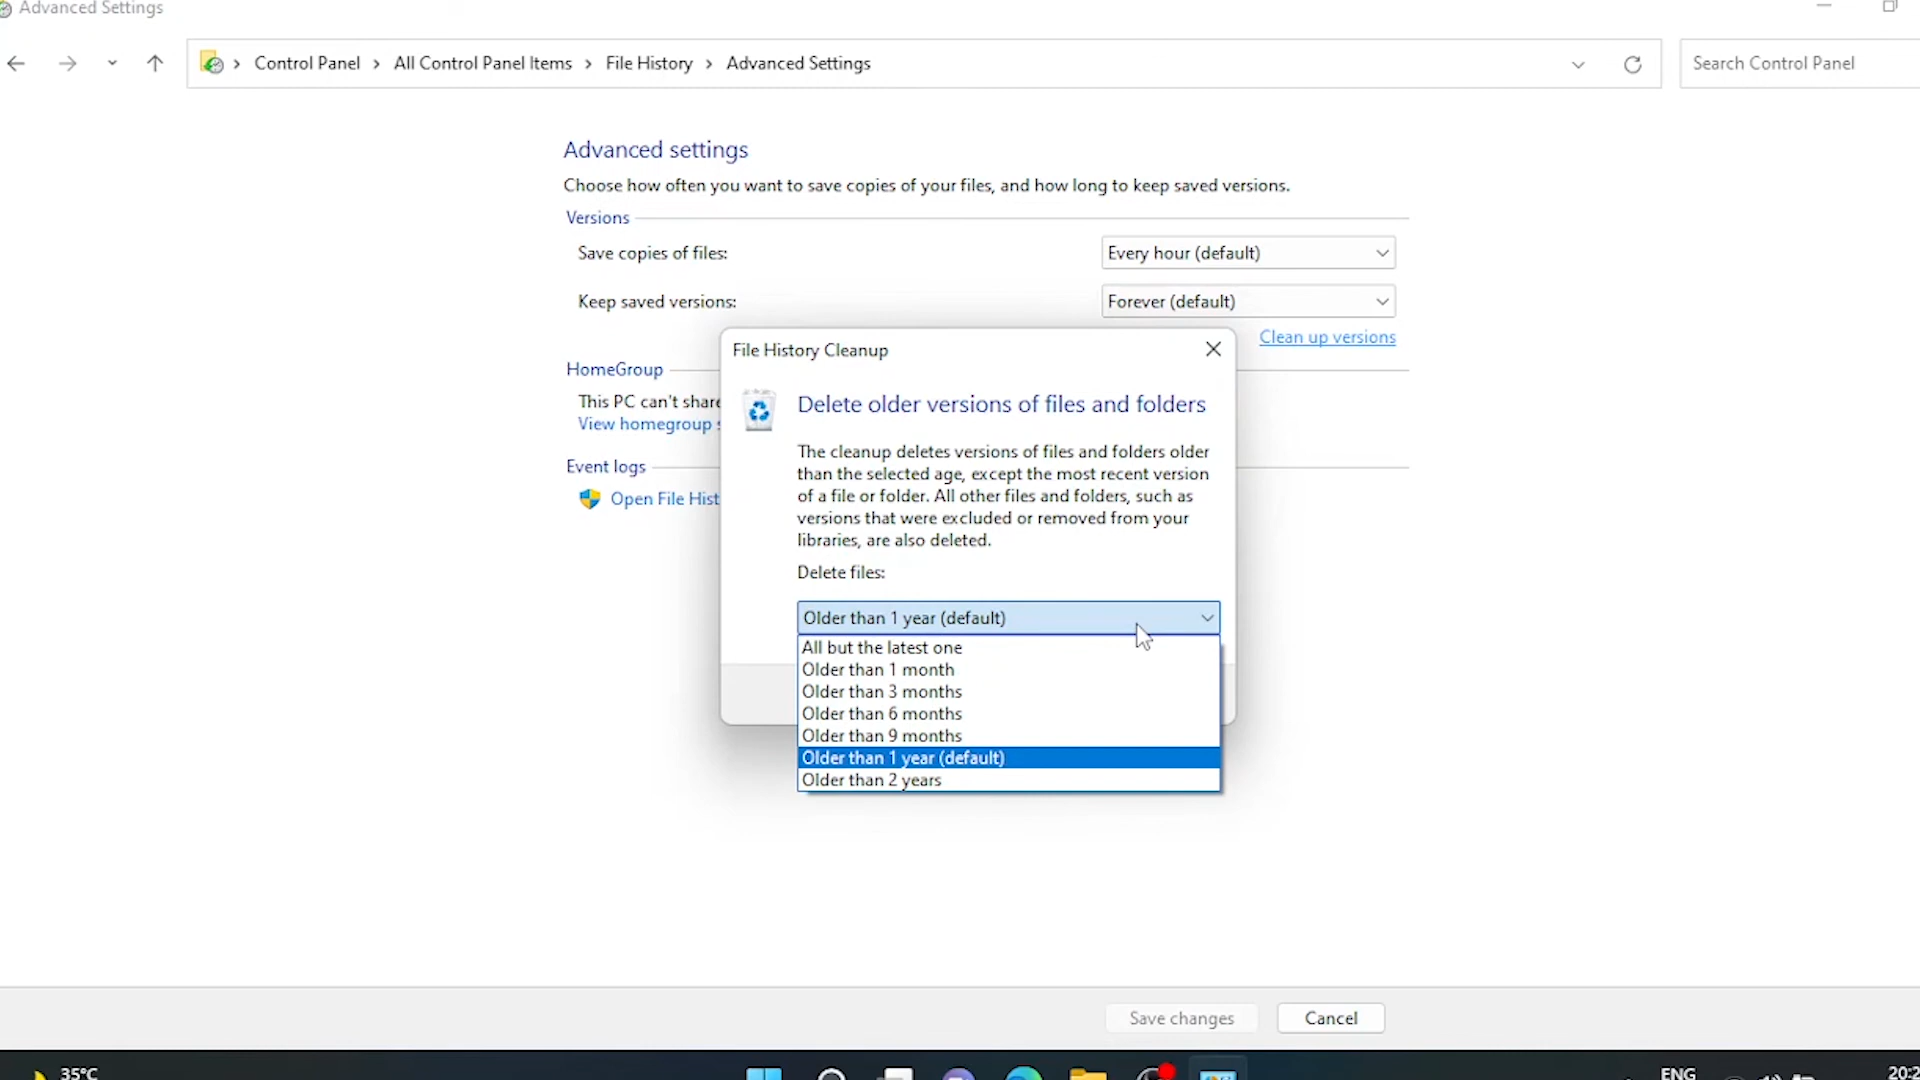 Advanced Settings
Control Panel > All Control Panel Items > File History > Advanced Settings
Search Control Panel
Advanced settings
Choose how often you want to save copies of your files, and how long to keep saved versions.
Versions
Save copies of files:
Every hour (default)
Keep saved versions:
Forever (default)
Clean up versions
HomeGroup
This PC can't share
View homegroup s
Event logs
Open File Hist
File History Cleanup
Delete older versions of files and folders
The cleanup deletes versions of files and folders older
than the selected age, except the most recent version
of a file or folder. All other files and folders, such as
versions that were excluded or removed from your
libraries, are also deleted.
Delete files:
Older than 1 year (default)
All but the latest one
Older than 1 month
Older than 3 months
Older than 6 months
Older than 9 months
Older than 1 year (default)
Older than 2 years
Save changes
Cancel
35°C
ENG
20:2